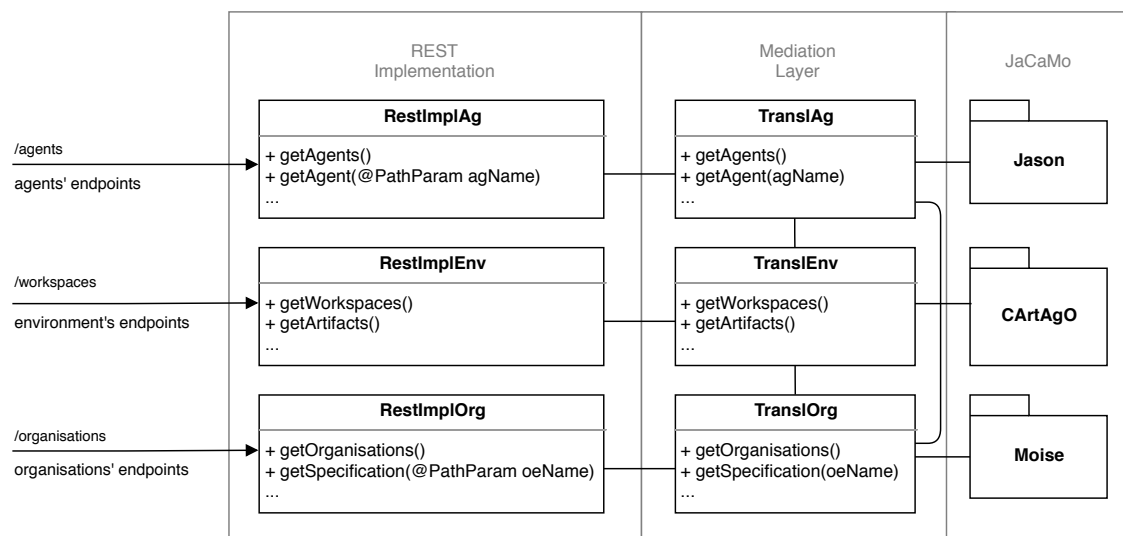 REST
Implementation
Mediation
Layer
JaCaMo
/agents
agents' endpoints
RestImplAg
+ getAgents()
+ getAgent(@PathParam agName)
...
TranslAg
+ getAgents()
+ getAgent(agName)
...
Jason
/workspaces
environment's endpoints
RestImplEnv
+ getWorkspaces()
+ getArtifacts()
...
TranslEnv
+ getWorkspaces()
+ getArtifacts()
...
CArtAgO
/organisations
organisations' endpoints
RestImplOrg
+ getOrganisations()
+ getSpecification(@PathParam oeName)
...
TranslOrg
+ getOrganisations()
+ getSpecification(oeName)
...
Moise